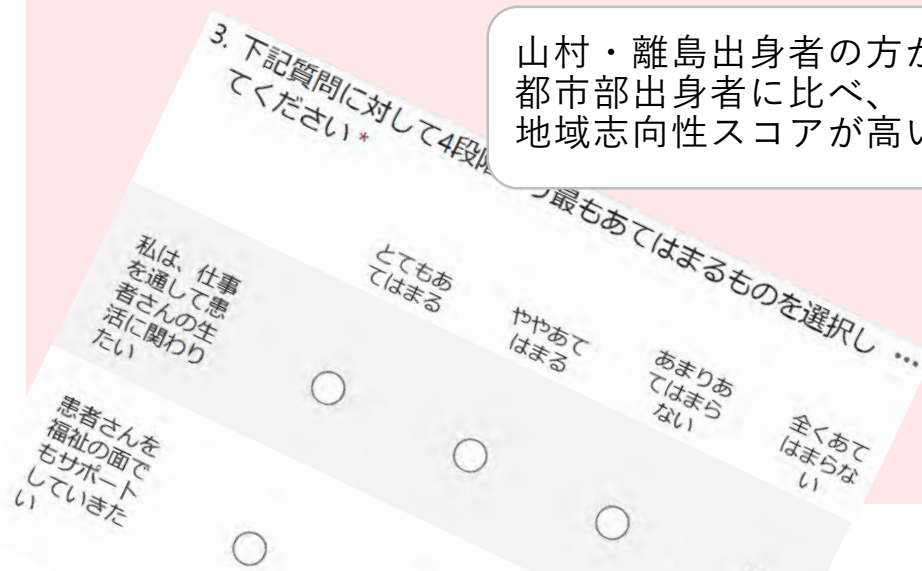 山村・離島出身者の方が
都市部出身者に比べ、
地域志向性スコアが高い
3. 下記質問に対して4段階 り最もあてはまるものを選択し
てください *
とてもあ
てはまる
ややあて
はまる
あまりあ
てはまら
ない
全くあて
はまらな
い
私は、仕事
を通して患
者さんの生
活に関わり
たい
患者さんを
福祉の面で
もサポート
していきた
い